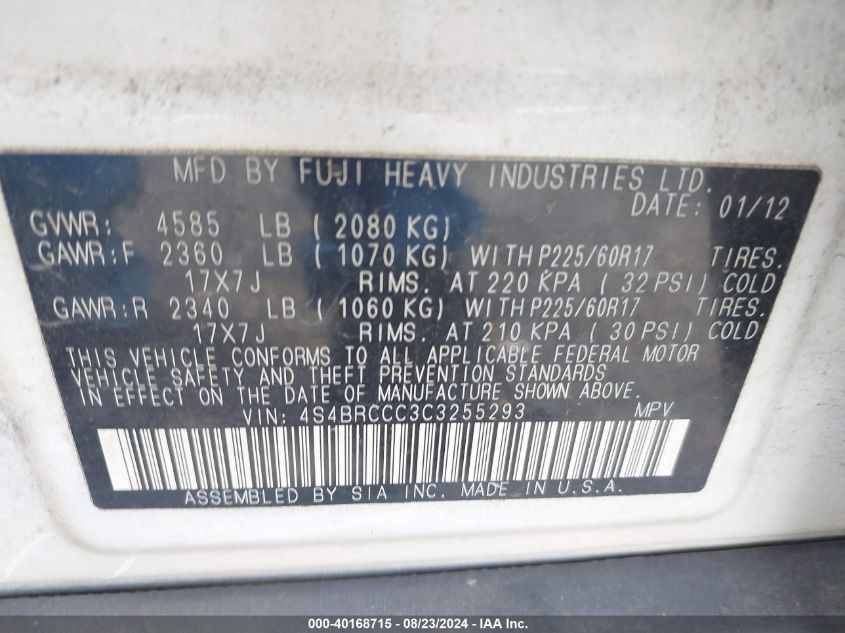 MFD BY FUJI HEAVY INDUSTRIES LTD.
DATE: 01/12
GVWR: 4585 LB ( 2080 KG)
GAWR:F 2360 LB ( 1070 KG) WITH P225/60R17 TIRES.
17X7J RIMS. AT 220 KPA ( 32 PSI) COLD
GAWR:R 2340 LB ( 1060 KG) WITH P225/60R17 TIRES.
17X7J RIMS. AT 210 KPA ( 30 PSI) COLD
THIS VEHICLE CONFORMS TO ALL APPLICABLE FEDERAL MOTOR
VEHICLE SAFETY AND THEFT PREVENTION STANDARDS
IN EFFECT ON THE DATE OF MANUFACTURE SHOWN ABOVE.
VIN: 4S4BRCCC3C3255293 MPV
ASSEMBLED BY SIA INC. MADE IN U.S.A.
000-40168715 - 08/23/2024 - IAA Inc.